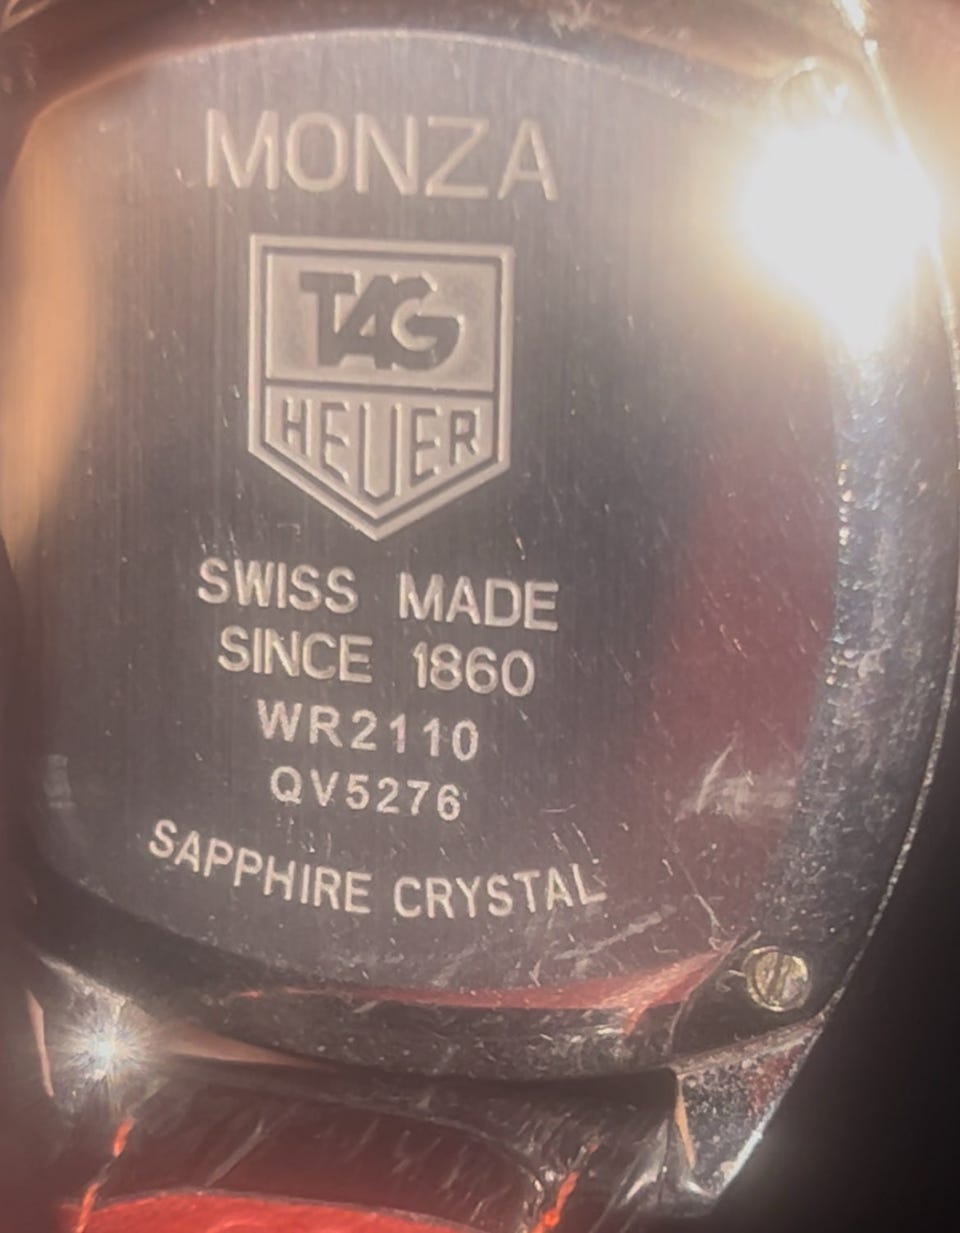 MONZA
TAG
HEUER
SWISS MADE
SINCE 1860
WR2110
QV5276
SAPPHIRE CRYSTAL